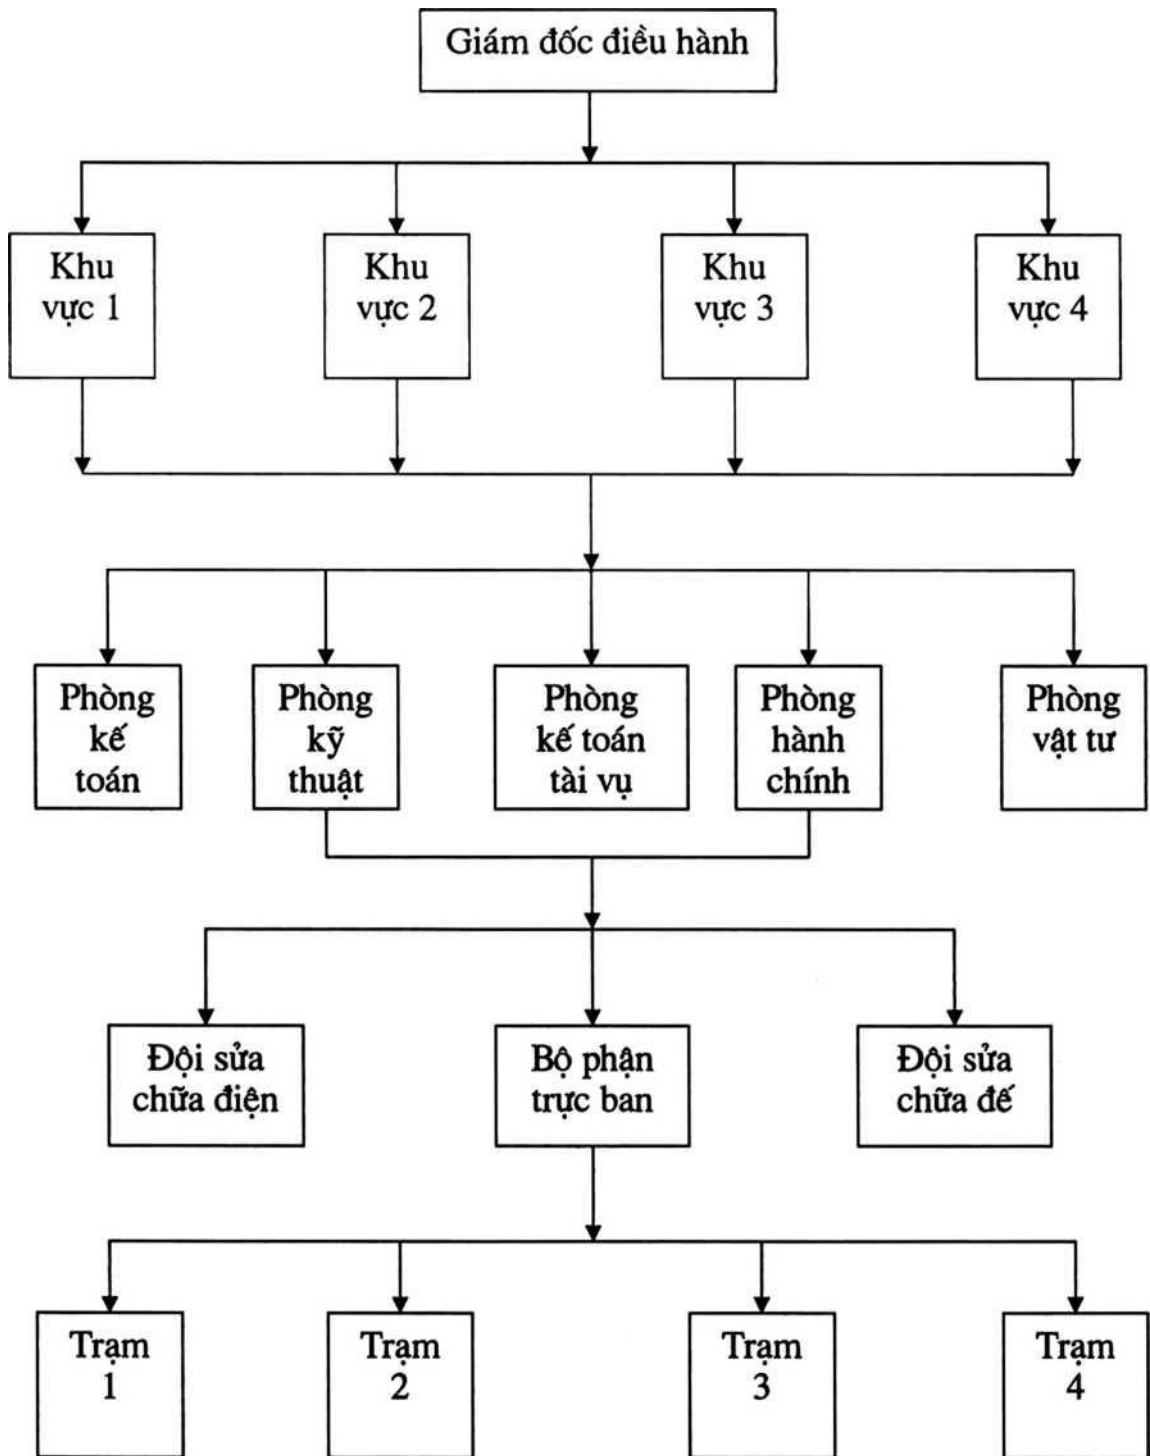 Giám đốc điều hành
Khu
vực 1
Khu
vực 2
Khu
vực 3
Khu
vực 4
Phòng
kế
toán
Phòng
kỹ
thuật
Phòng
kế toán
tài vụ
Phòng
hành
chính
Phòng
vật tư
Đội sửa
chữa điện
Bộ phận
trực ban
Đội sửa
chữa đế
Trạm
1
Trạm
2
Trạm
3
Trạm
4